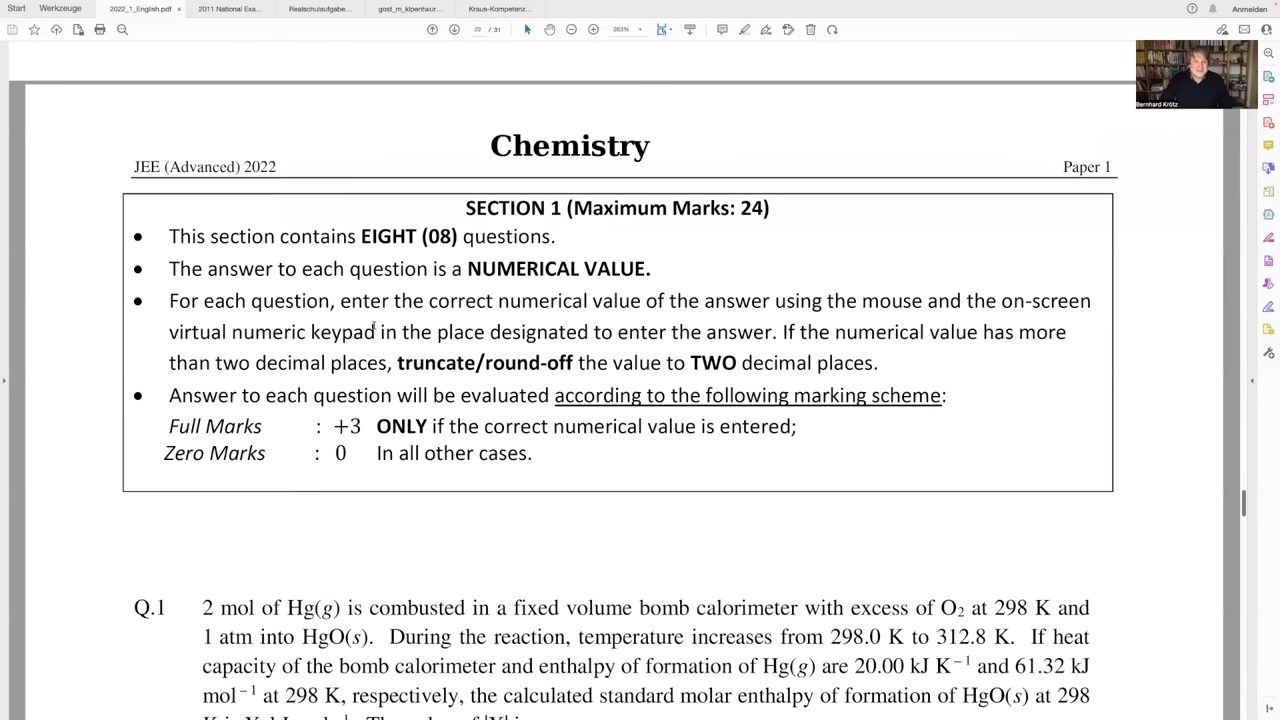 Start Werkzeuge 2022_1_English.pdf × 2011 National Exa... Realschulaufgabe... gost_m_klpentwur... Kraus-Kompetenz... Anmelden
22 / 31 263%
Bernhard Krötz
Chemistry
JEE (Advanced) 2022 Paper 1
SECTION 1 (Maximum Marks: 24)
• This section contains EIGHT (08) questions.
• The answer to each question is a NUMERICAL VALUE.
• For each question, enter the correct numerical value of the answer using the mouse and the on-screen
virtual numeric keypad in the place designated to enter the answer. If the numerical value has more
than two decimal places, truncate/round-off the value to TWO decimal places.
• Answer to each question will be evaluated according to the following marking scheme:
Full Marks : +3 ONLY if the correct numerical value is entered;
Zero Marks : 0 In all other cases.
Q.1 2 mol of Hg(g) is combusted in a fixed volume bomb calorimeter with excess of O₂ at 298 K and
1 atm into HgO(s). During the reaction, temperature increases from 298.0 K to 312.8 K. If heat
capacity of the bomb calorimeter and enthalpy of formation of Hg(g) are 20.00 kJ K⁻¹ and 61.32 kJ
mol⁻¹ at 298 K, respectively, the calculated standard molar enthalpy of formation of HgO(s) at 298